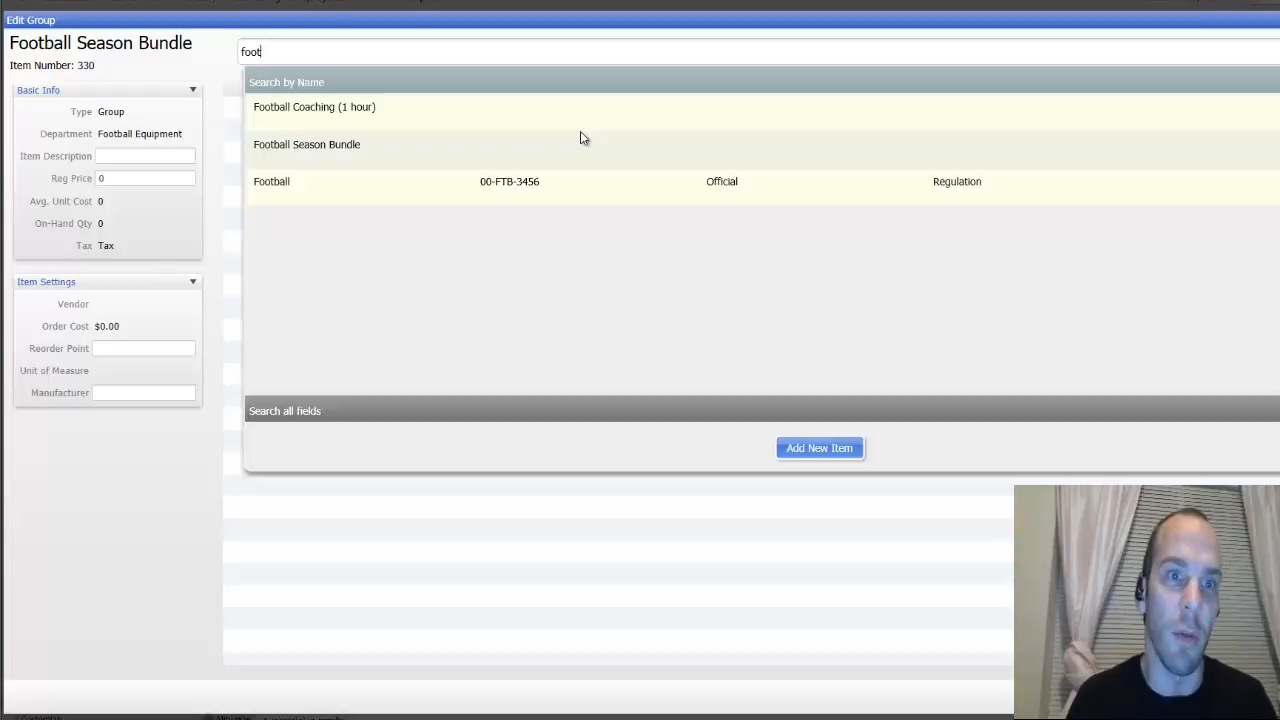 Edit Group
Football Season Bundle
Item Number: 330
foot
Search by Name
Football Coaching (1 hour)
Football Season Bundle
Football 00-FTB-3456 Official Regulation
Search all fields
Add New Item
Basic Info
Type Group
Department Football Equipment
Item Description
Reg Price 0
Avg. Unit Cost 0
On-Hand Qty 0
Tax Tax
Item Settings
Vendor
Order Cost $0.00
Reorder Point
Unit of Measure
Manufacturer